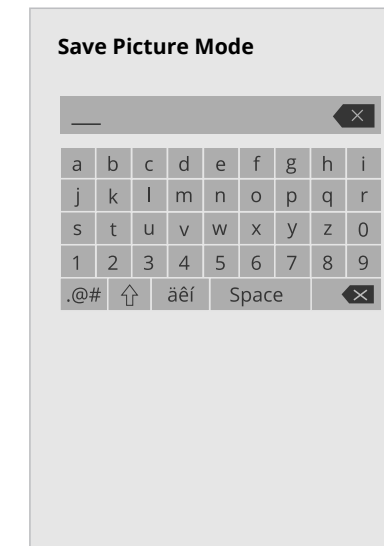 Save Picture Mode
a b c d e f g h i
j k l m n o p q r
s t u v w x y z 0
1 2 3 4 5 6 7 8 9
.@# äêí Space